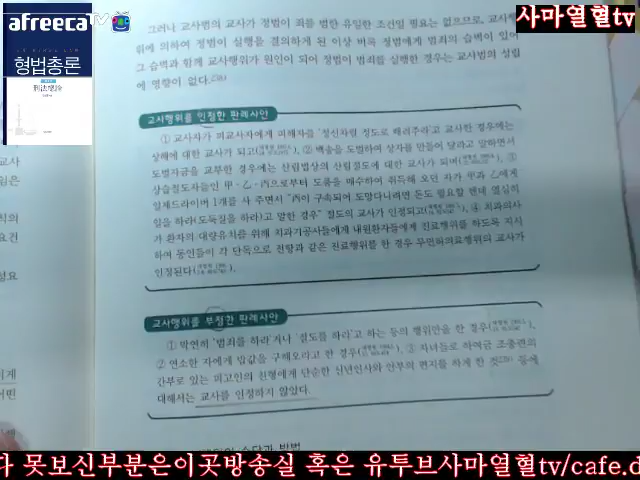 afreecaTV
사마열혈tv
형법총론
刑法總論
그러나 교사범의 교사가 정범이 죄를 범한 유일한 조건일 필요는 없으므로, 교사행
위에 의하여 정범이 실행을 결의하게 된 이상 비록 정범에게 범죄의 습벽이 있어
그 습벽과 함께 교사행위가 원인이 되어 정범이 범죄를 실행한 경우에도 교사범의 성립
에 영향이 없다.
교사행위를 인정한 판례사안
① 교사자가 피교사자에게 피해자를 '정신차릴 정도로 때려주라'고 교사한 경우에는
상해에 대한 교사가 되고, ② 백송을 도벌하여 상자를 만들어 달라고 말하면서
도벌자금을 교부한 경우에는 산림법상의 산림절도에 대한 교사가 되며, ③
상습절도자들인 甲·乙·丙으로부터 도품을 매수하여 취득해 오던 자가 甲과 乙에게
일제드라이버 1개를 사 주면서 "丙이 구속되어 도망다니려면 돈도 필요할 텐데 열심히
일을 하라(도둑질을 하라)고 말한 경우" 절도의 교사가 인정되고, ④ 치과의사
가 환자의 대량유치를 위해 치과기공사들에게 내원환자들에게 진료행위를 하도록 지시
하여 동인들이 각 단독으로 전항과 같은 진료행위를 한 경우 무면허의료행위의 교사가
인정된다.
교사행위를 부정한 판례사안
① 막연히 '범죄를 하라'거나 '절도를 하라'고 하는 등의 행위만을 한 경우,
② 연소한 자에게 밥값을 구해오라고 한 경우, ③ 자녀들로 하여금 조총련의
간부로 있는 피고인의 친형에게 단순한 신년인사와 안부의 편지를 하게 한 것 등에
대해서는 교사를 인정하지 않았다.
다 못보신부분은이곳방송실 혹은 유투브사마열혈tv/cafe.d